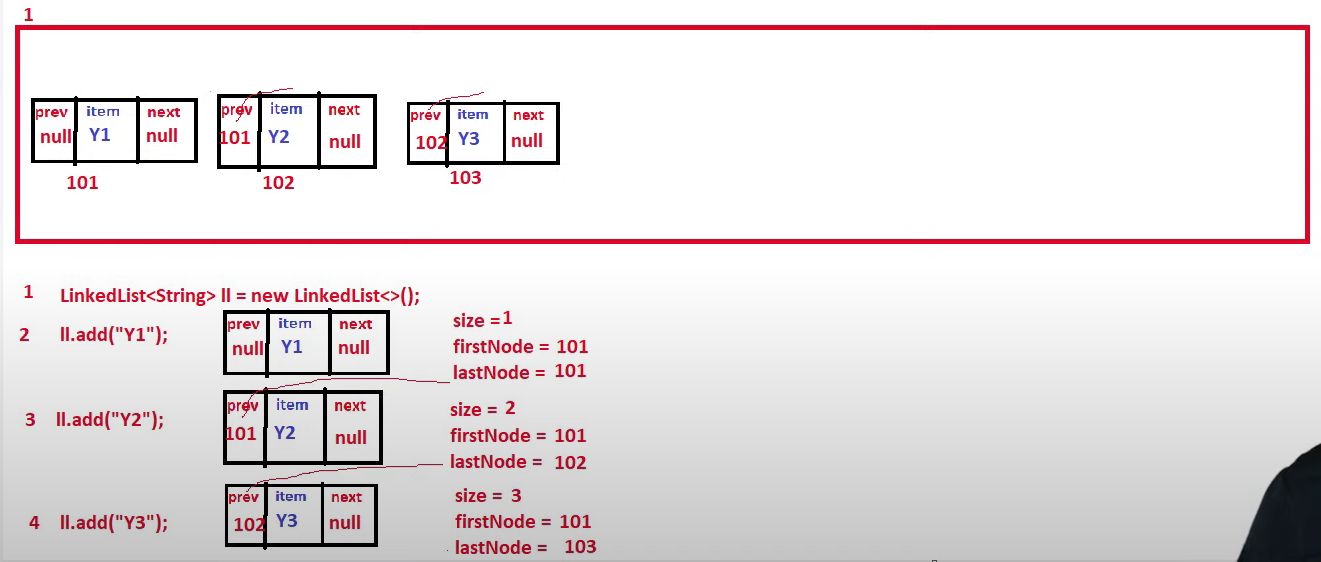 1
prev item next
null Y1 null
101
prev item next
101 Y2 null
102
prev item next
102 Y3 null
103
1 LinkedList<String> ll = new LinkedList<>();
2 ll.add("Y1");
prev item next
null Y1 null
size =1
firstNode = 101
lastNode = 101
3 ll.add("Y2");
prev item next
101 Y2 null
size = 2
firstNode = 101
lastNode = 102
4 ll.add("Y3");
prev item next
102 Y3 null
size = 3
firstNode = 101
lastNode = 103